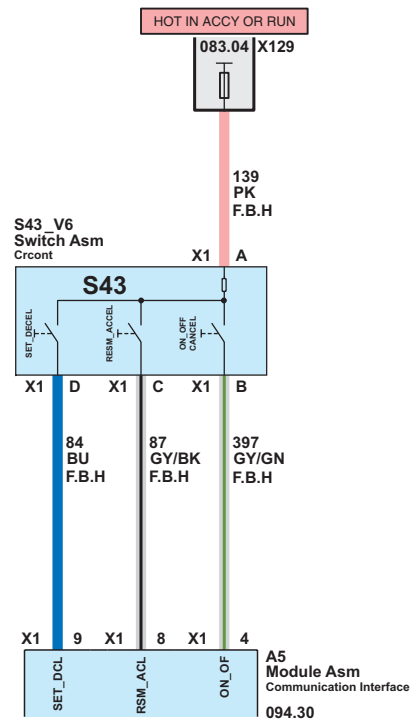 HOT IN ACCY OR RUN
083.04 X129
139
PK
F.B.H
S43_V6
Switch Asm
Crcont
X1 A
S43
SET_DECEL
RESM_ACCEL
ON_OFF
CANCEL
X1 D X1 C X1 B
84
BU
F.B.H
87
GY/BK
F.B.H
397
GY/GN
F.B.H
X1 9 X1 8 X1 4
SET_DCL
RSM_ACL
ON_OF
A5
Module Asm
Communication Interface
094.30